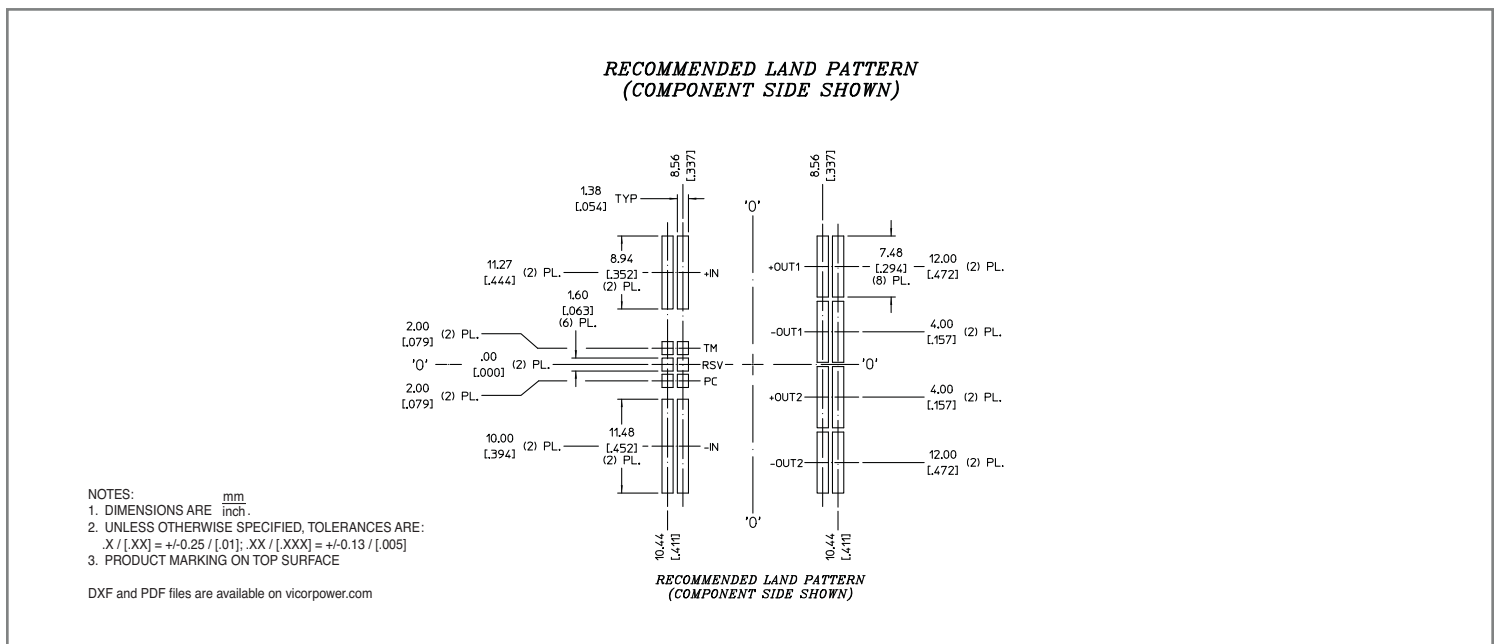 RECOMMENDED LAND PATTERN
(COMPONENT SIDE SHOWN)
8.56
[.337]
8.56
[.337]
1.38
[.054] TYP
'0'
11.27
[.444] (2) PL.
8.94
[.352]
(2) PL.
+IN
+OUT1
7.48
[.294]
(8) PL.
12.00
[.472] (2) PL.
1.60
[.063]
(6) PL.
2.00
[.079] (2) PL.
TM
-OUT1
4.00
[.157] (2) PL.
'0'
.00
[.000] (2) PL.
RSV
'0'
2.00
[.079] (2) PL.
PC
+OUT2
4.00
[.157] (2) PL.
10.00
[.394] (2) PL.
11.48
[.452]
(2) PL.
-IN
-OUT2
12.00
[.472] (2) PL.
'0'
10.44
[.411]
10.44
[.411]
RECOMMENDED LAND PATTERN
(COMPONENT SIDE SHOWN)
NOTES:
1. DIMENSIONS ARE mm/inch.
2. UNLESS OTHERWISE SPECIFIED, TOLERANCES ARE:
.X / [.XX] = +/-0.25 / [.01]; .XX / [.XXX] = +/-0.13 / [.005]
3. PRODUCT MARKING ON TOP SURFACE
DXF and PDF files are available on vicorpower.com